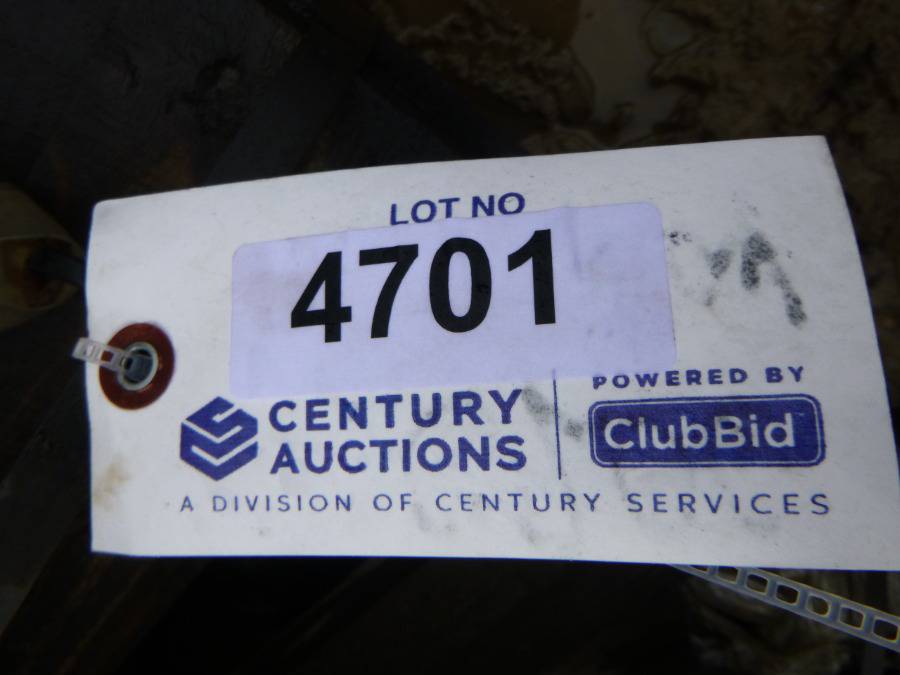 LOT NO
4701
CENTURY
AUCTIONS
POWERED BY
ClubBid
A DIVISION OF CENTURY SERVICES